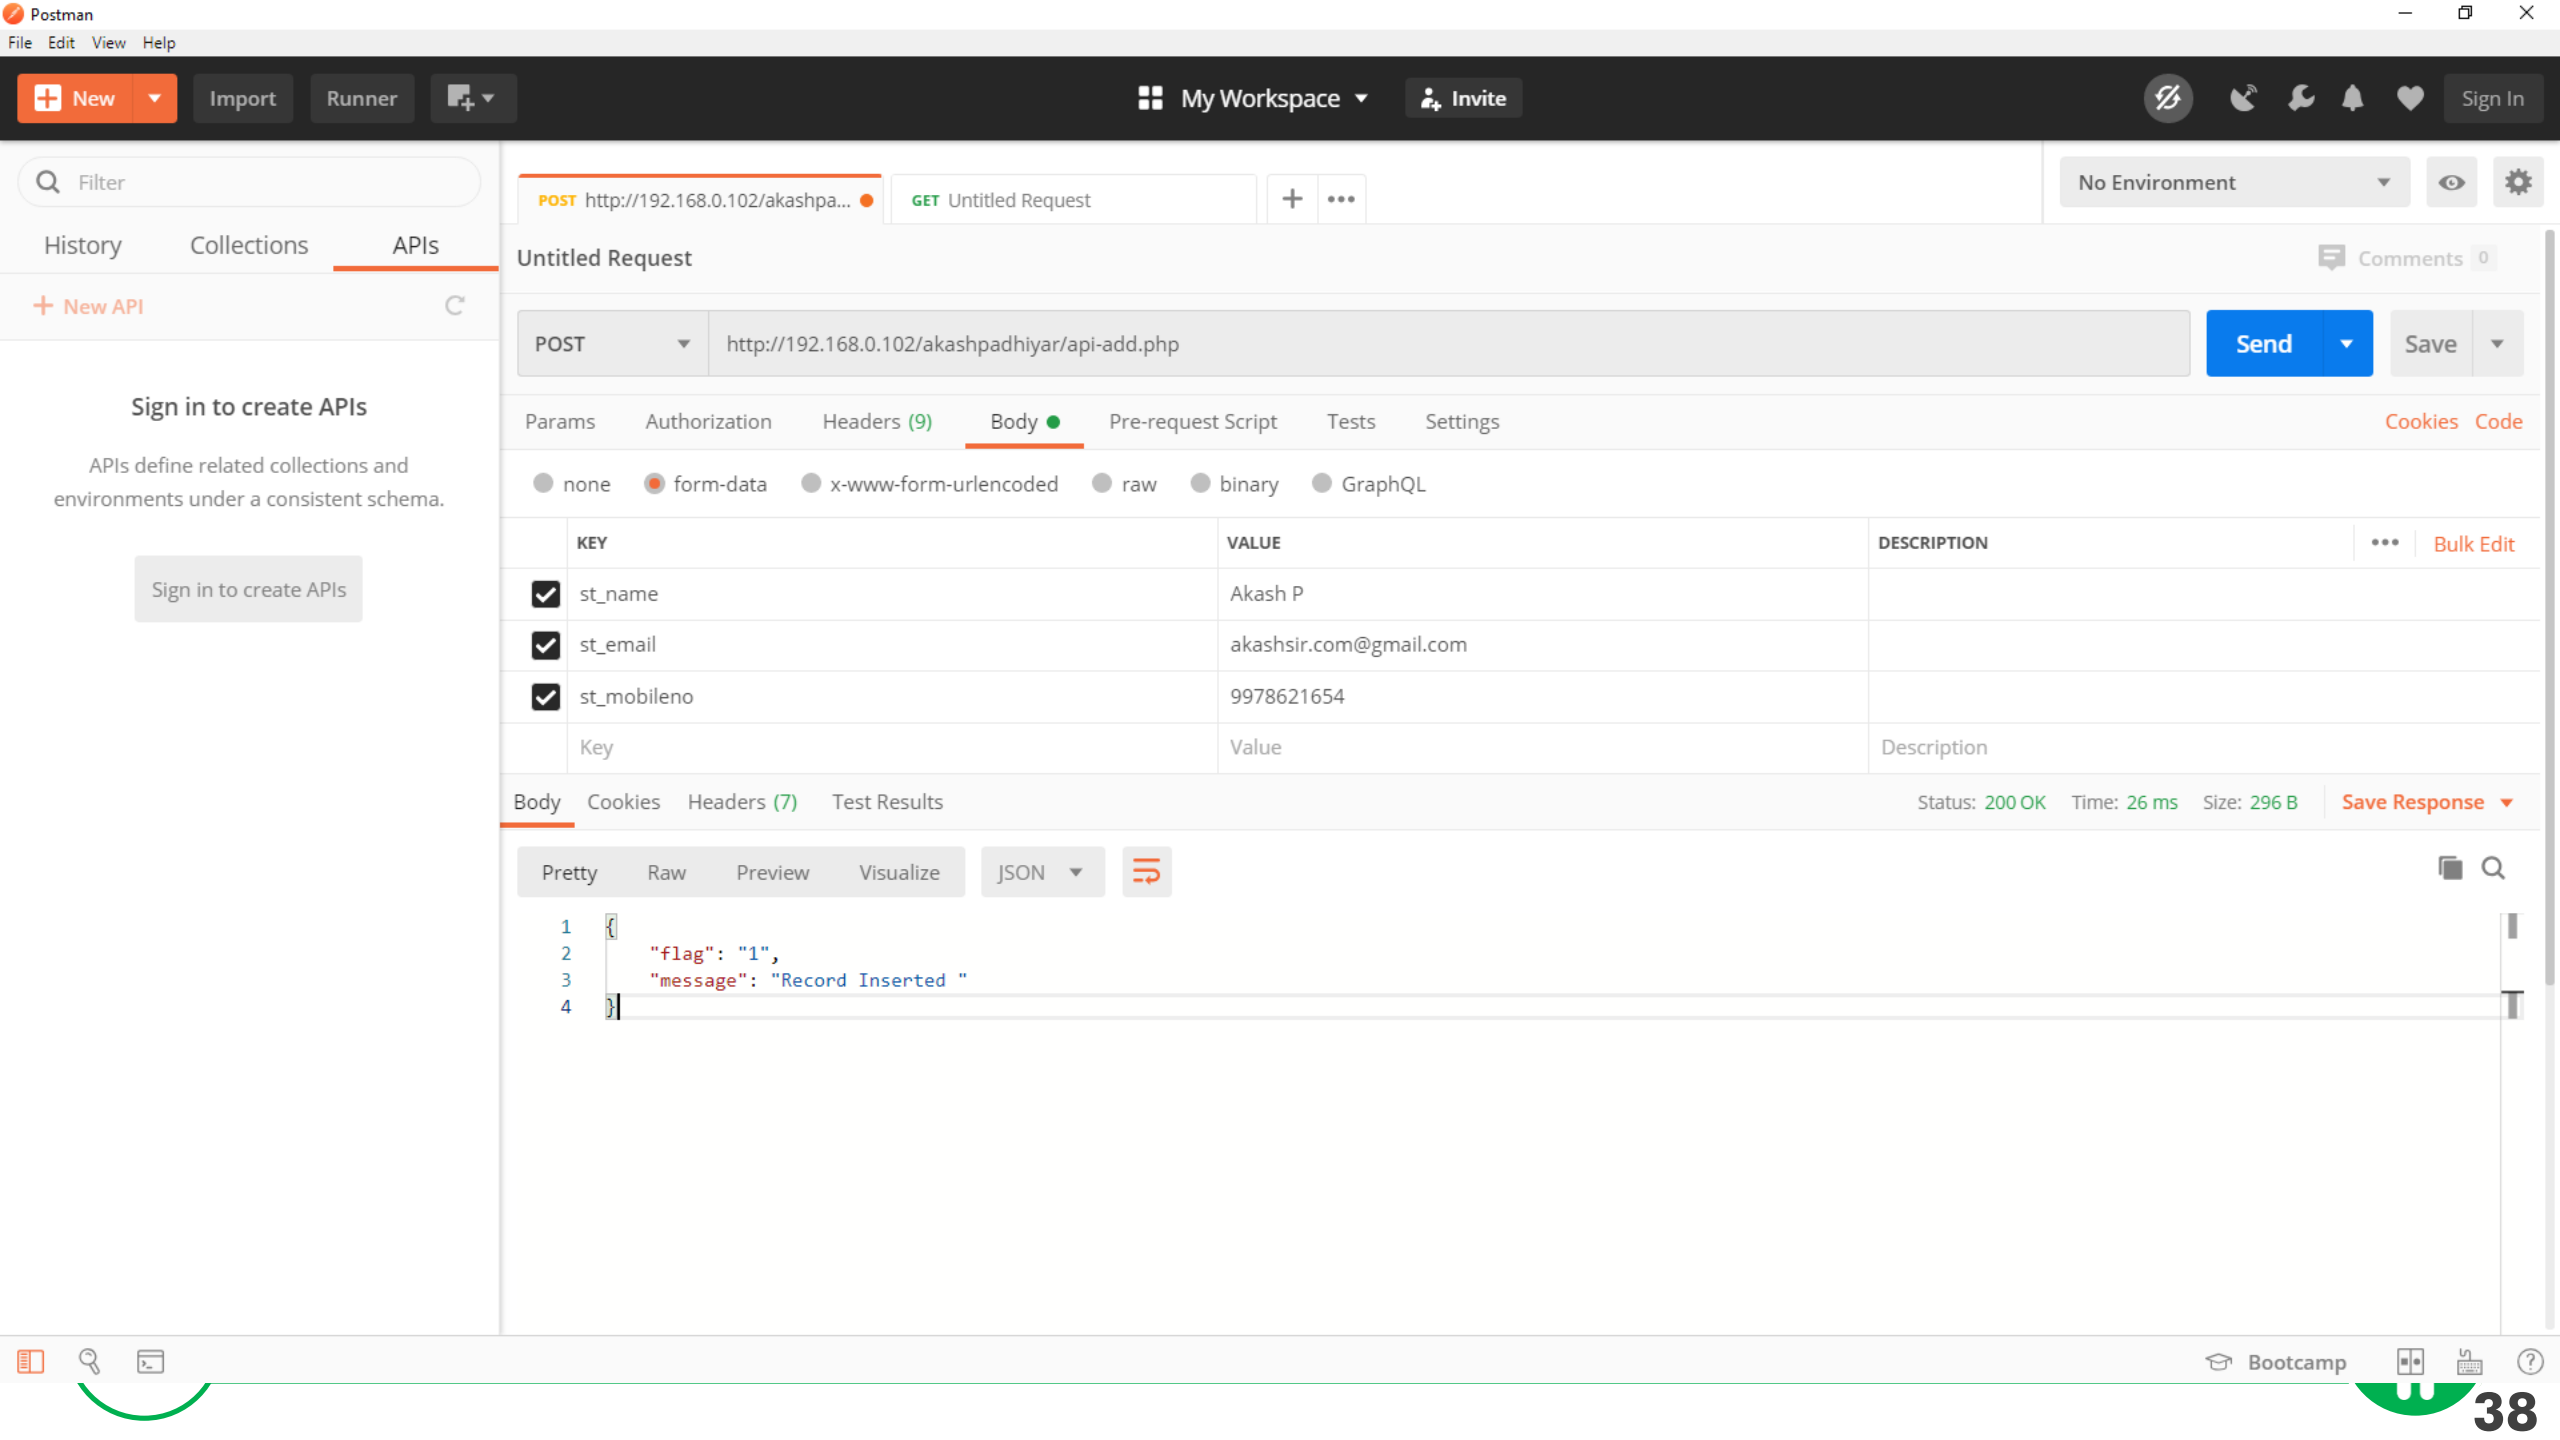 Postman
File Edit View Help
New Import Runner My Workspace Invite Sign In
Filter
History Collections APIs
New API
Sign in to create APIs
APIs define related collections and
environments under a consistent schema.
Sign in to create APIs
POST http://192.168.0.102/akashpa... GET Untitled Request
No Environment
Untitled Request
Comments 0
POST http://192.168.0.102/akashpadhiyar/api-add.php Send Save
Params Authorization Headers (9) Body Pre-request Script Tests Settings Cookies Code
none form-data x-www-form-urlencoded raw binary GraphQL
KEY VALUE DESCRIPTION Bulk Edit
st_name Akash P
st_email akashsir.com@gmail.com
st_mobileno 9978621654
Key Value Description
Body Cookies Headers (7) Test Results Status: 200 OK Time: 26 ms Size: 296 B Save Response
Pretty Raw Preview Visualize JSON
1 {
2 "flag": "1",
3 "message": "Record Inserted "
4 }
Bootcamp
38